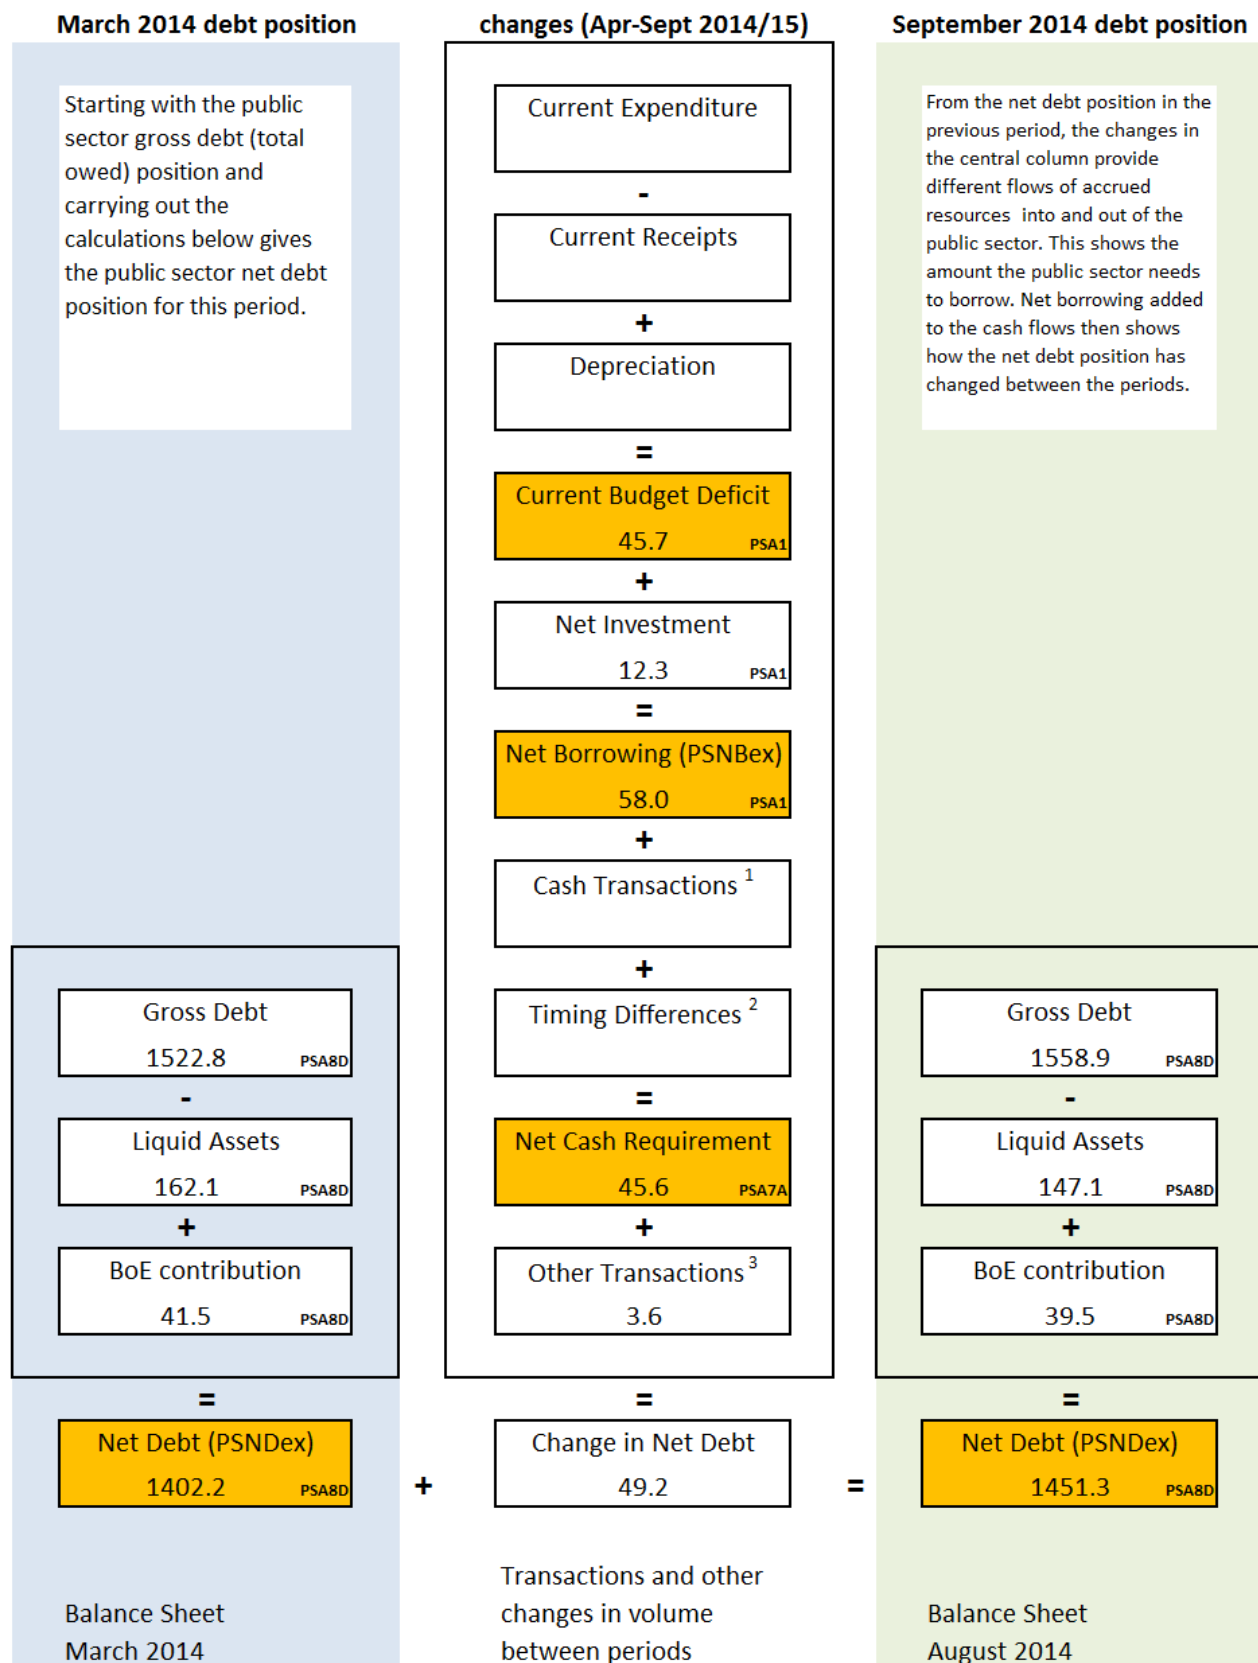 March 2014 debt position
Starting with the public
sector gross debt (total
owed) position and
carrying out the
calculations below gives
the public sector net debt
position for this period.
Gross Debt
1522.8 PSA8D
-
Liquid Assets
162.1 PSA8D
+
BoE contribution
41.5 PSA8D
=
Net Debt (PSNDex)
1402.2 PSA8D
Balance Sheet
March 2014
+
changes (Apr-Sept 2014/15)
Current Expenditure
-
Current Receipts
+
Depreciation
=
Current Budget Deficit
45.7 PSA1
+
Net Investment
12.3 PSA1
=
Net Borrowing (PSNBex)
58.0 PSA1
+
Cash Transactions 1
+
Timing Differences 2
=
Net Cash Requirement
45.6 PSA7A
+
Other Transactions 3
3.6
=
Change in Net Debt
49.2
Transactions and other
changes in volume
between periods
=
September 2014 debt position
From the net debt position in the
previous period, the changes in
the central column provide
different flows of accrued
resources into and out of the
public sector. This shows the
amount the public sector needs
to borrow. Net borrowing added
to the cash flows then shows
how the net debt position has
changed between the periods.
Gross Debt
1558.9 PSA8D
-
Liquid Assets
147.1 PSA8D
+
BoE contribution
39.5 PSA8D
=
Net Debt (PSNDex)
1451.3 PSA8D
Balance Sheet
August 2014